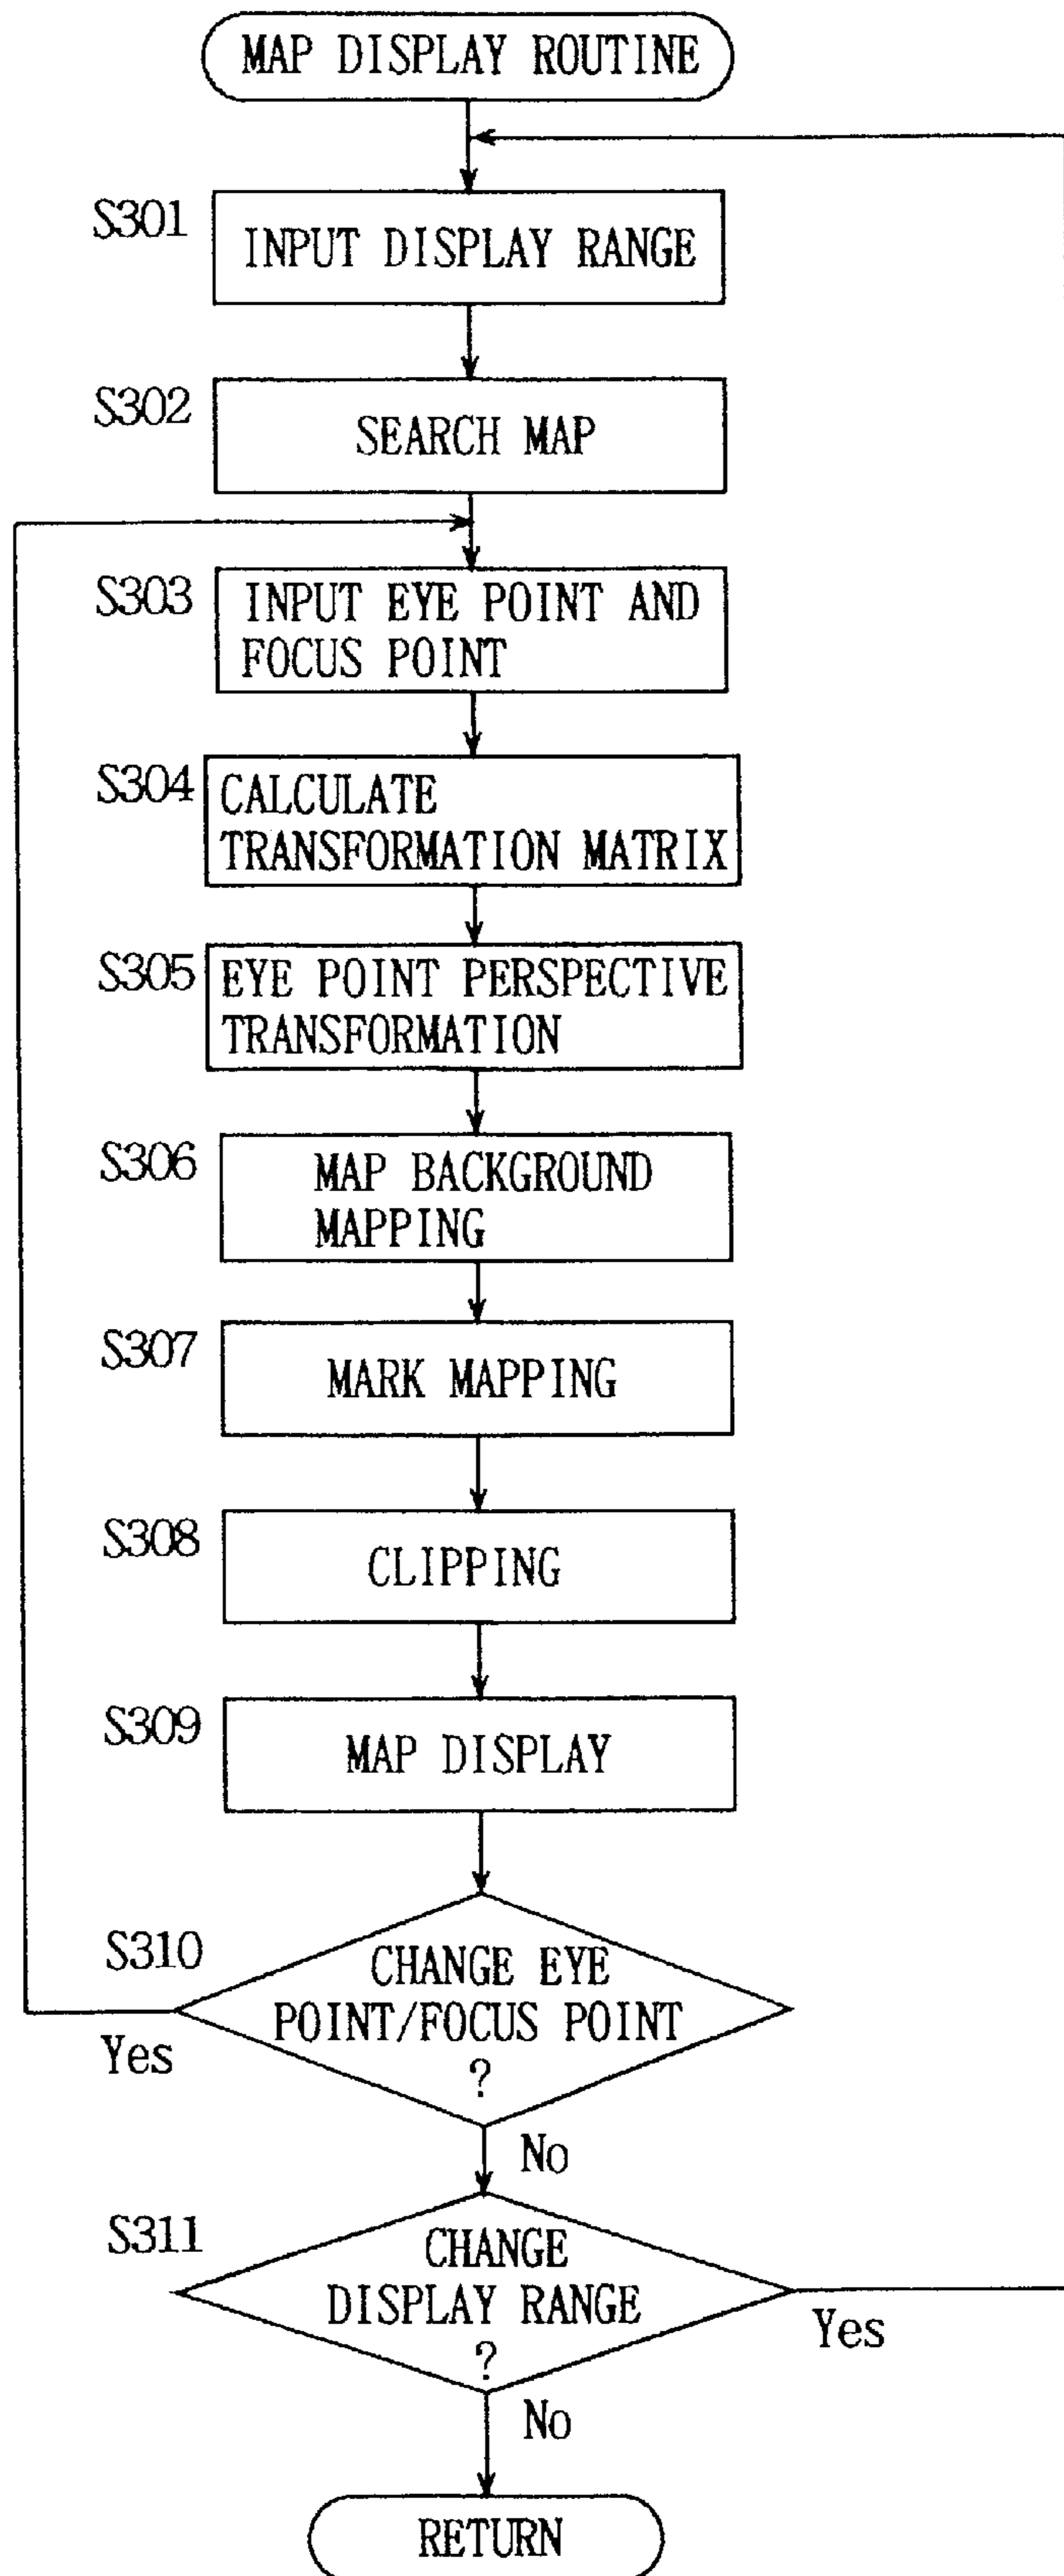 MAP DISPLAY ROUTINE
S301
INPUT DISPLAY RANGE
S302
SEARCH MAP
S303
INPUT EYE POINT AND
FOCUS POINT
S304
CALCULATE
TRANSFORMATION MATRIX
S305
EYE POINT PERSPECTIVE
TRANSFORMATION
S306
MAP BACKGROUND
MAPPING
S307
MARK MAPPING
S308
CLIPPING
S309
MAP DISPLAY
S310
CHANGE EYE
POINT/FOCUS POINT
?
Yes
No
S311
CHANGE
DISPLAY RANGE
?
Yes
No
RETURN